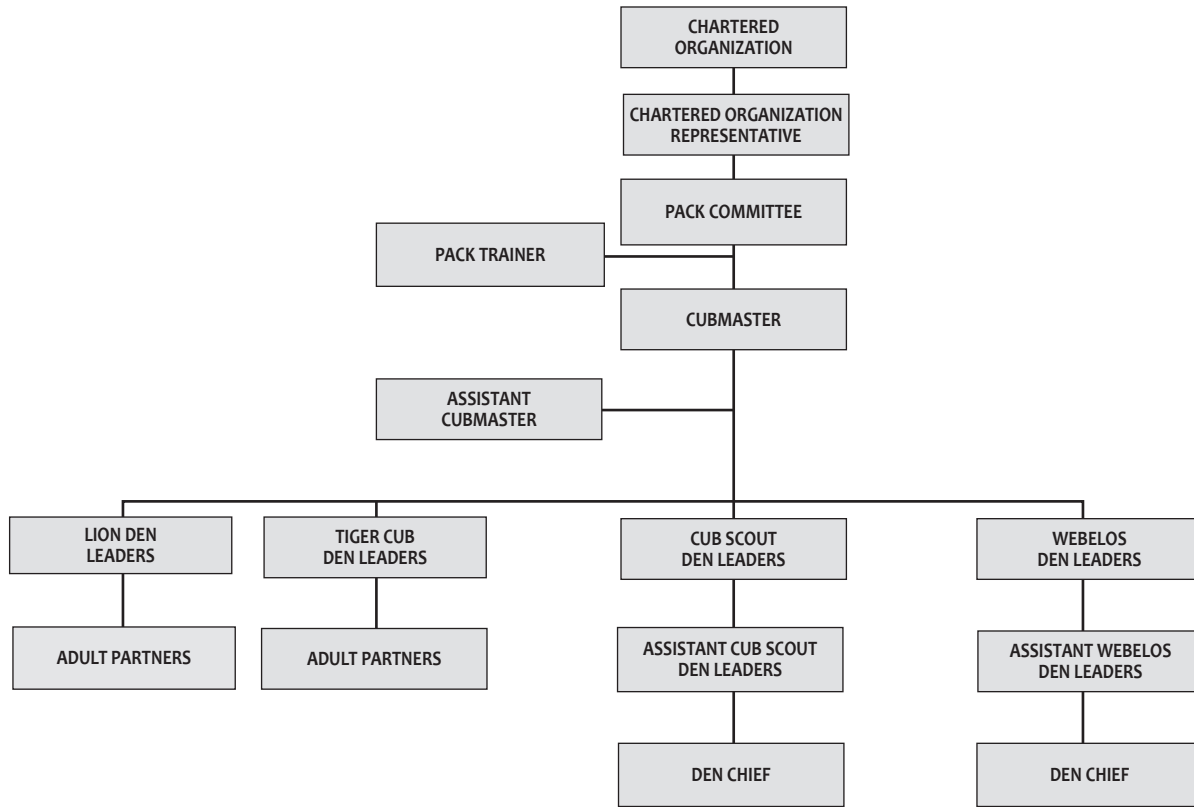 CHARTERED
ORGANIZATION
CHARTERED ORGANIZATION
REPRESENTATIVE
PACK COMMITTEE
PACK TRAINER
CUBMASTER
ASSISTANT
CUBMASTER
LION DEN
LEADERS
TIGER CUB
DEN LEADERS
CUB SCOUT
DEN LEADERS
WEBELOS
DEN LEADERS
ADULT PARTNERS
ADULT PARTNERS
ASSISTANT CUB SCOUT
DEN LEADERS
ASSISTANT WEBELOS
DEN LEADERS
DEN CHIEF
DEN CHIEF